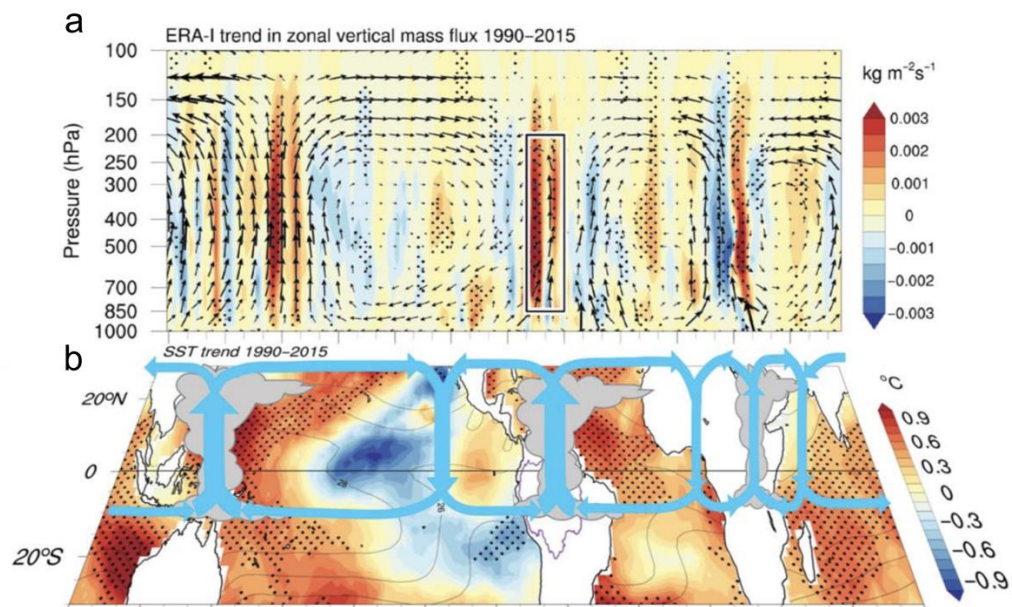 a
ERA-I trend in zonal vertical mass flux 1990–2015
100
150
200
250
300
400
500
700
850
1000
Pressure (hPa)
kg m⁻²s⁻¹
0.003
0.002
0.001
0
−0.001
−0.002
−0.003
b
SST trend 1990–2015
20ºN
0
20ºS
26
ºC
0.9
0.6
0.3
0
−0.3
−0.6
−0.9